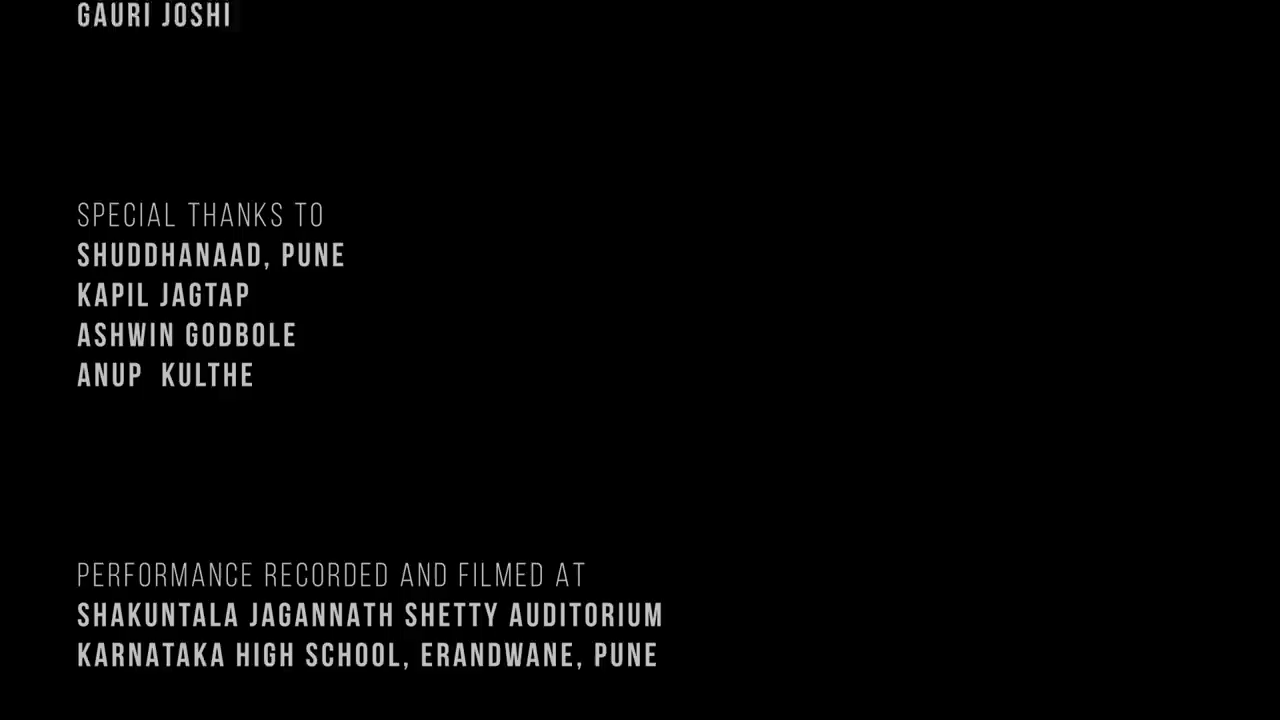 GAURI JOSHI
SPECIAL THANKS TO
SHUDDHANAAD, PUNE
KAPIL JAGTAP
ASHWIN GODBOLE
ANUP  KULTHE
PERFORMANCE RECORDED AND FILMED AT
SHAKUNTALA JAGANNATH SHETTY AUDITORIUM
KARNATAKA HIGH SCHOOL, ERANDWANE, PUNE